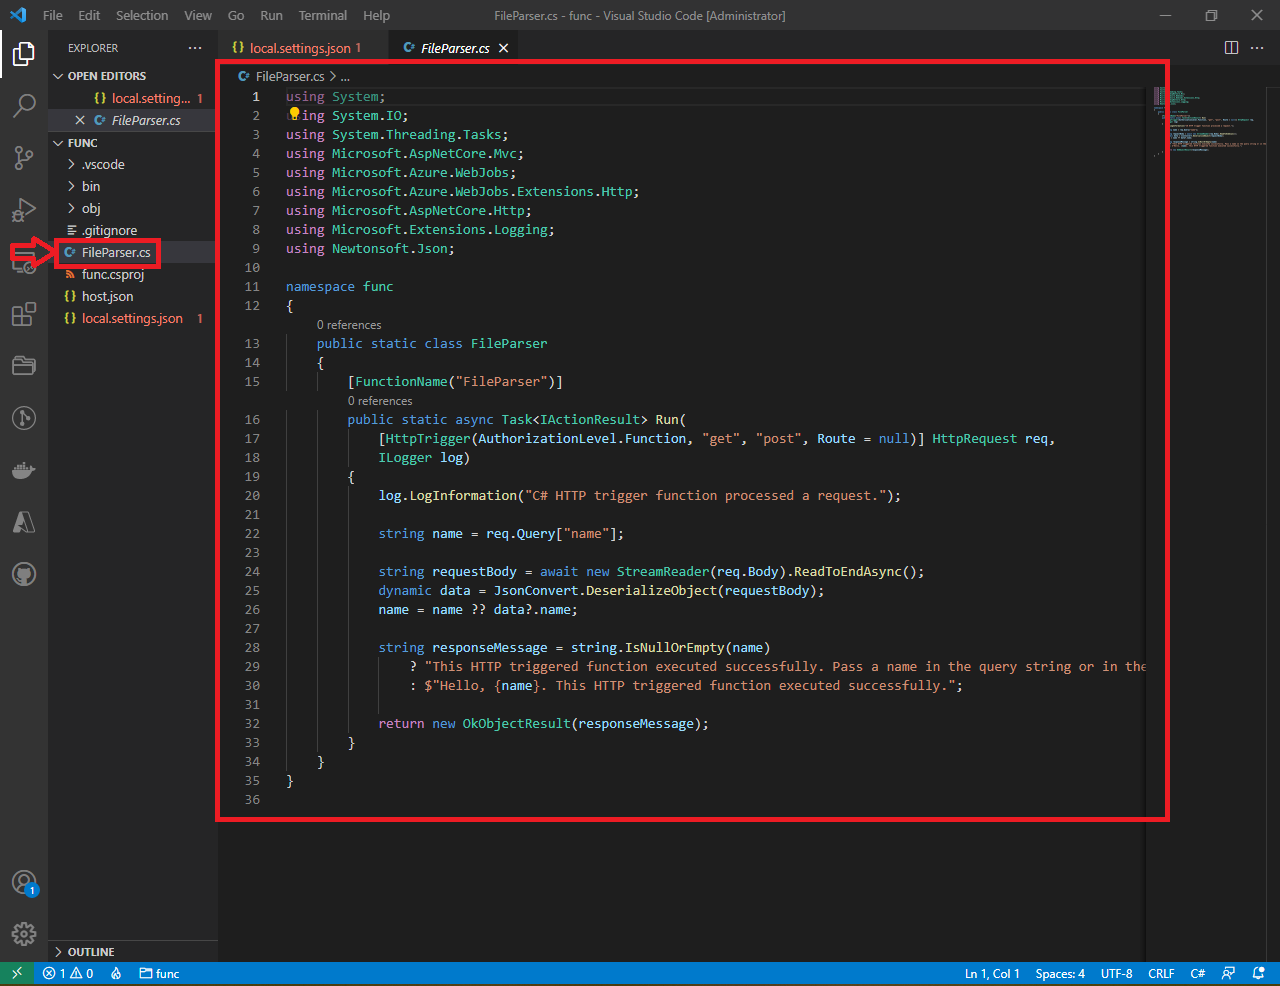 File Edit Selection View Go Run Terminal Help
FileParser.cs - func - Visual Studio Code [Administrator]
EXPLORER
OPEN EDITORS
local.setting... 1
FileParser.cs
FUNC
.vscode
bin
obj
.gitignore
FileParser.cs
func.csproj
host.json
local.settings.json 1
OUTLINE
local.settings.json 1
FileParser.cs
FileParser.cs > ...
1 using System;
2 ing System.IO;
3 using System.Threading.Tasks;
4 using Microsoft.AspNetCore.Mvc;
5 using Microsoft.Azure.WebJobs;
6 using Microsoft.Azure.WebJobs.Extensions.Http;
7 using Microsoft.AspNetCore.Http;
8 using Microsoft.Extensions.Logging;
9 using Newtonsoft.Json;
10
11 namespace func
12 {
0 references
13 public static class FileParser
14 {
15 [FunctionName("FileParser")]
0 references
16 public static async Task<IActionResult> Run(
17 [HttpTrigger(AuthorizationLevel.Function, "get", "post", Route = null)] HttpRequest req,
18 ILogger log)
19 {
20 log.LogInformation("C# HTTP trigger function processed a request.");
21
22 string name = req.Query["name"];
23
24 string requestBody = await new StreamReader(req.Body).ReadToEndAsync();
25 dynamic data = JsonConvert.DeserializeObject(requestBody);
26 name = name ?? data?.name;
27
28 string responseMessage = string.IsNullOrEmpty(name)
29 ? "This HTTP triggered function executed successfully. Pass a name in the query string or in the
30 : $"Hello, {name}. This HTTP triggered function executed successfully.";
31
32 return new OkObjectResult(responseMessage);
33 }
34 }
35 }
36
1
1 0 func
Ln 1, Col 1 Spaces: 4 UTF-8 CRLF C#